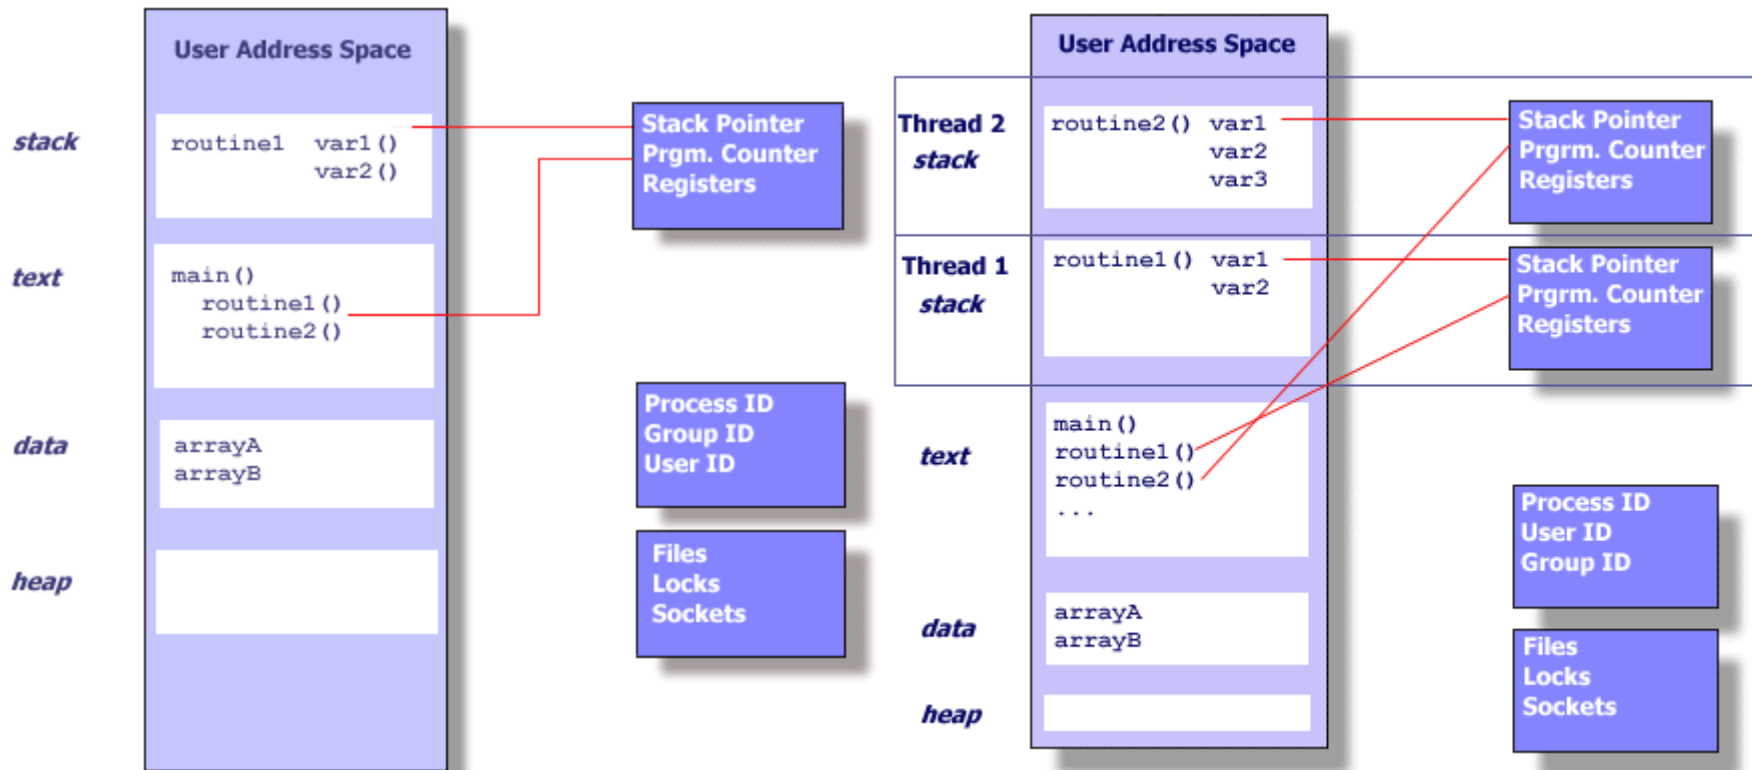 User Address Space
stack
routine1 var1()
var2()
Stack Pointer
Prgm. Counter
Registers
text
main()
routine1()
routine2()
Process ID
Group ID
User ID
data
arrayA
arrayB
Files
Locks
Sockets
heap
User Address Space
Thread 2
stack
routine2() var1
var2
var3
Stack Pointer
Prgrm. Counter
Registers
Thread 1
stack
routine1() var1
var2
Stack Pointer
Prgrm. Counter
Registers
text
main()
routine1()
routine2()
...
Process ID
User ID
Group ID
data
arrayA
arrayB
Files
Locks
Sockets
heap